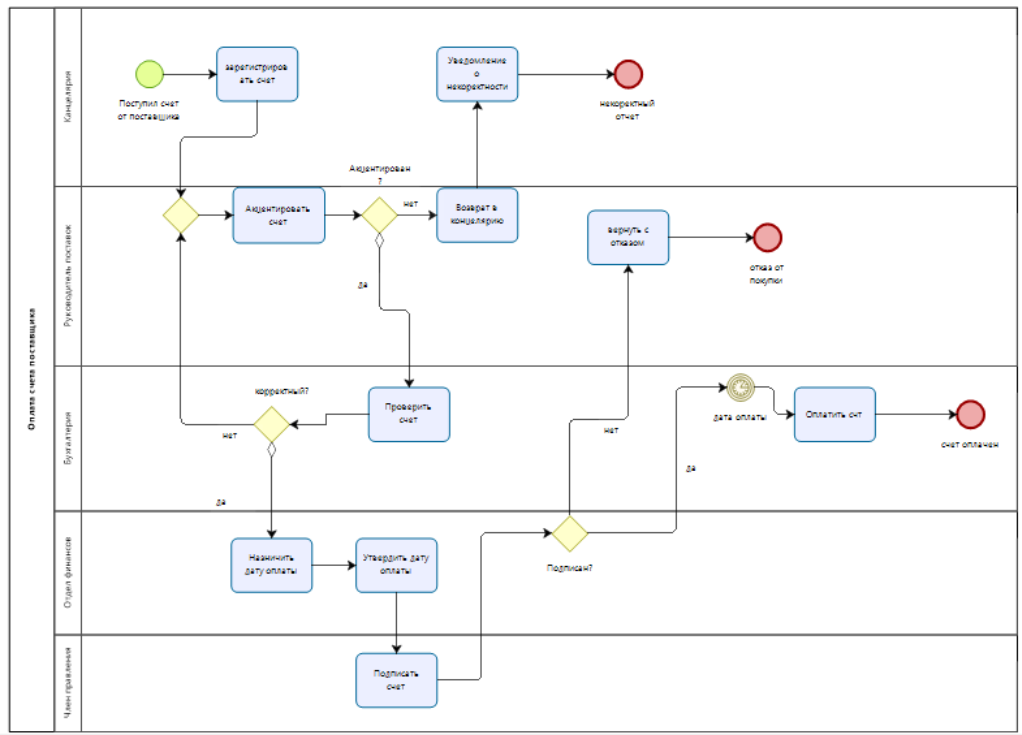 Оплата счета поставщика
Канцелярия
Поступил счет
от поставщика
зарегистриров
ать счет
Уведомление
о
некоректности
некоректный
отчет
Руководитель поставок
Акцентировать
счет
Акцентирован
?
нет
Возврат в
концелярию
да
вернуть с
отказом
отказ от
покупки
Бухгалтерия
корректный?
Проверить
счет
нет
да
нет
да
дата оплаты
Оплатить счт
счет оплачен
Отдел финансов
Назничить
дату оплаты
Утвердить дату
оплаты
Подписан?
Член правления
Подписать
счет